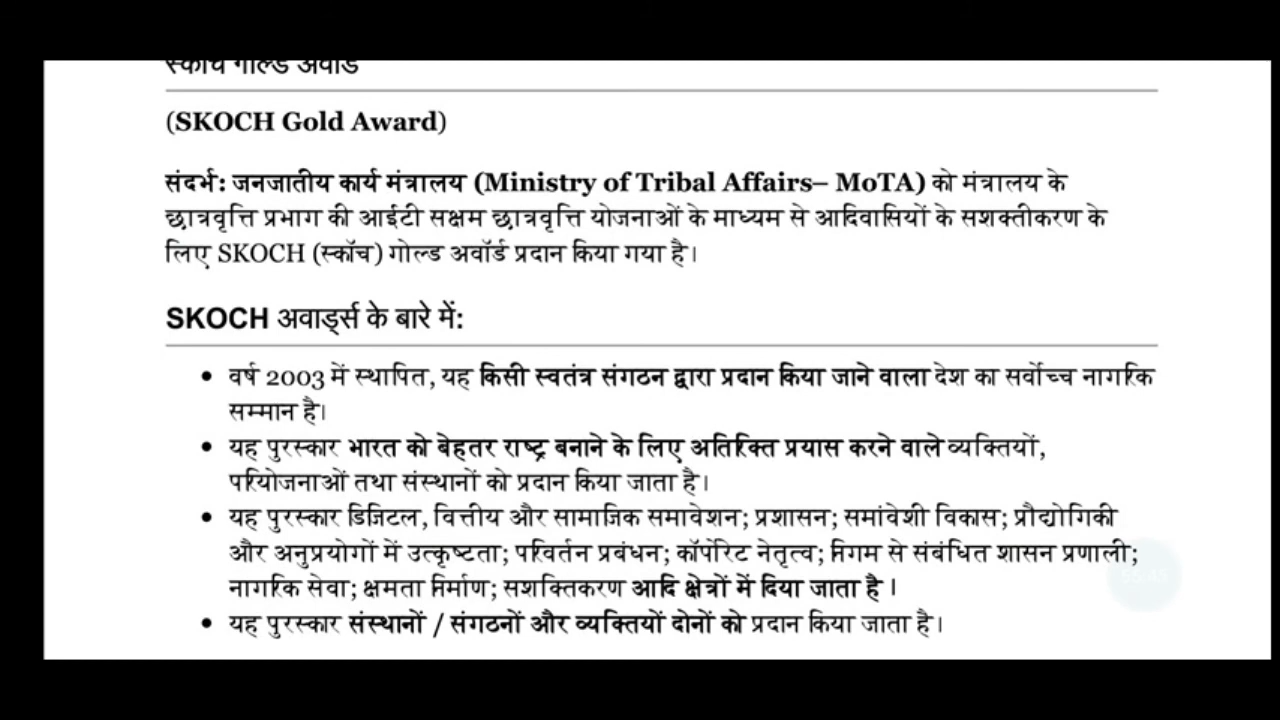 स्कॉच गोल्ड अवॉर्ड
(SKOCH Gold Award)
संदर्भ: जनजातीय कार्य मंत्रालय (Ministry of Tribal Affairs– MoTA) को मंत्रालय के
छात्रवृत्ति प्रभाग की आईटी सक्षम छात्रवृत्ति योजनाओं के माध्यम से आदिवासियों के सशक्तीकरण के
लिए SKOCH (स्कॉच) गोल्ड अवॉर्ड प्रदान किया गया है।
SKOCH अवार्ड्स के बारे में:
• वर्ष 2003 में स्थापित, यह किसी स्वतंत्र संगठन द्वारा प्रदान किया जाने वाला देश का सर्वोच्च नागरिक
सम्मान है।
• यह पुरस्कार भारत को बेहतर राष्ट्र बनाने के लिए अतिरिक्त प्रयास करने वाले व्यक्तियों,
परियोजनाओं तथा संस्थानों को प्रदान किया जाता है।
• यह पुरस्कार डिजिटल, वित्तीय और सामाजिक समावेशन; प्रशासन; समांवेशी विकास; प्रौद्योगिकी
और अनुप्रयोगों में उत्कृष्टता; परिवर्तन प्रबंधन; कॉर्पोरेट नेतृत्व; निगम से संबंधित शासन प्रणाली;
नागरिक सेवा; क्षमता निर्माण; सशक्तिकरण आदि क्षेत्रों में दिया जाता है ।
• यह पुरस्कार संस्थानों / संगठनों और व्यक्तियों दोनों को प्रदान किया जाता है।